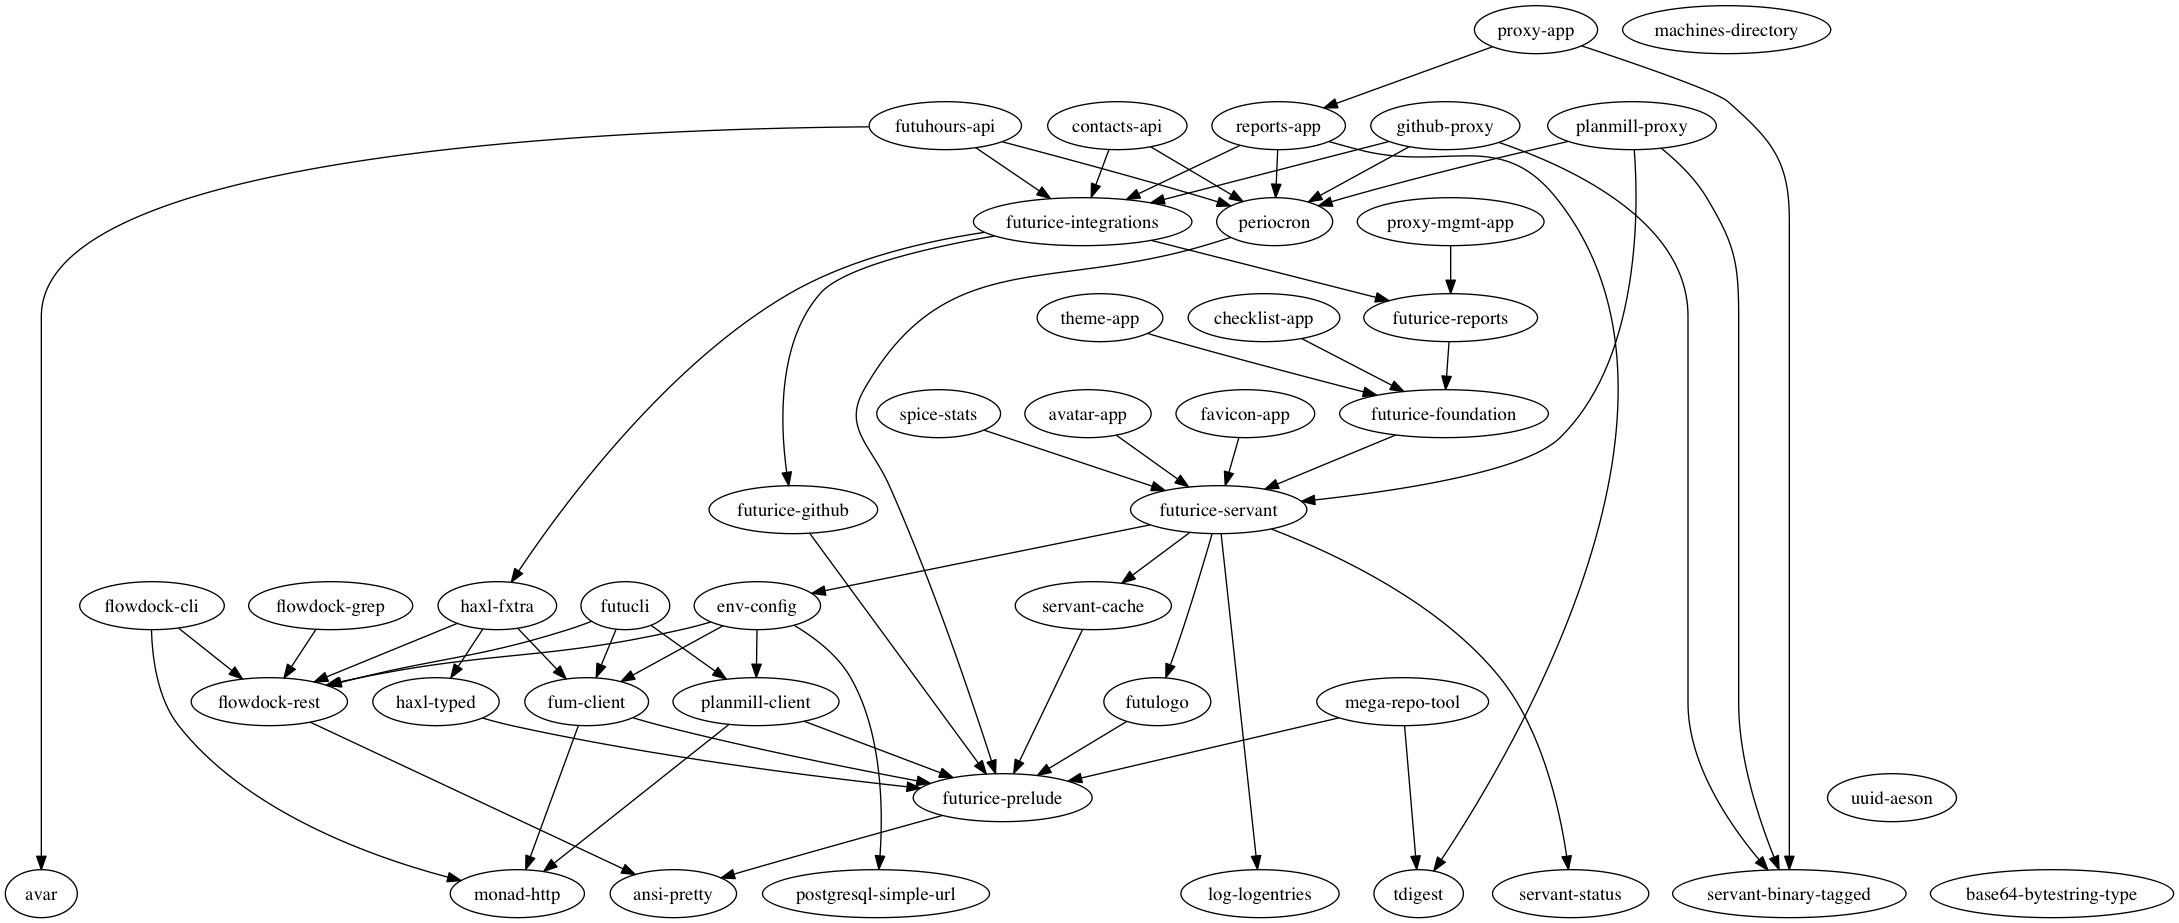 proxy-app
machines-directory
futuhours-api
contacts-api
reports-app
github-proxy
planmill-proxy
futurice-integrations
periocron
proxy-mgmt-app
theme-app
checklist-app
futurice-reports
spice-stats
avatar-app
favicon-app
futurice-foundation
futurice-github
futurice-servant
flowdock-cli
flowdock-grep
haxl-fxtra
futucli
env-config
servant-cache
flowdock-rest
haxl-typed
fum-client
planmill-client
futulogo
mega-repo-tool
futurice-prelude
uuid-aeson
avar
monad-http
ansi-pretty
postgresql-simple-url
log-logentries
tdigest
servant-status
servant-binary-tagged
base64-bytestring-type